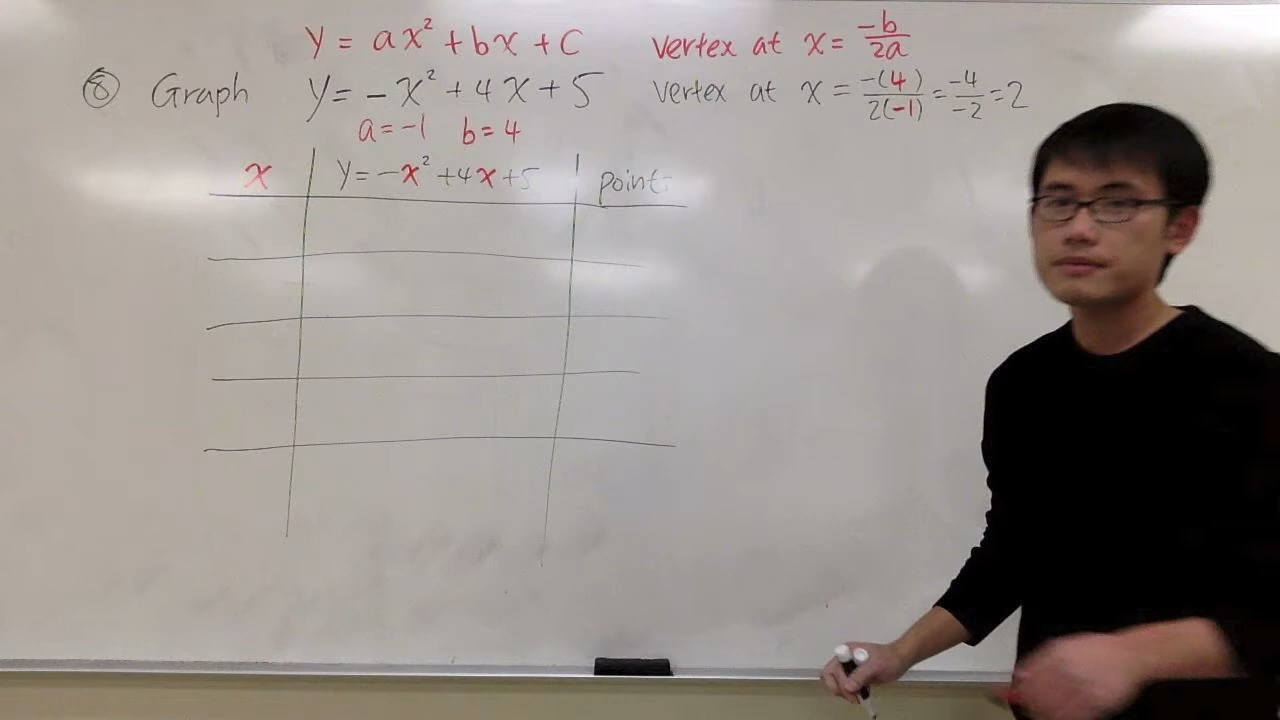 y = ax² + bx + c vertex at x = -b/2a
⑧ Graph y = -x² + 4x + 5 vertex at x = -(4)/2(-1) = -4/-2 = 2
a = -1 b = 4
x y = -x² + 4x + 5 point